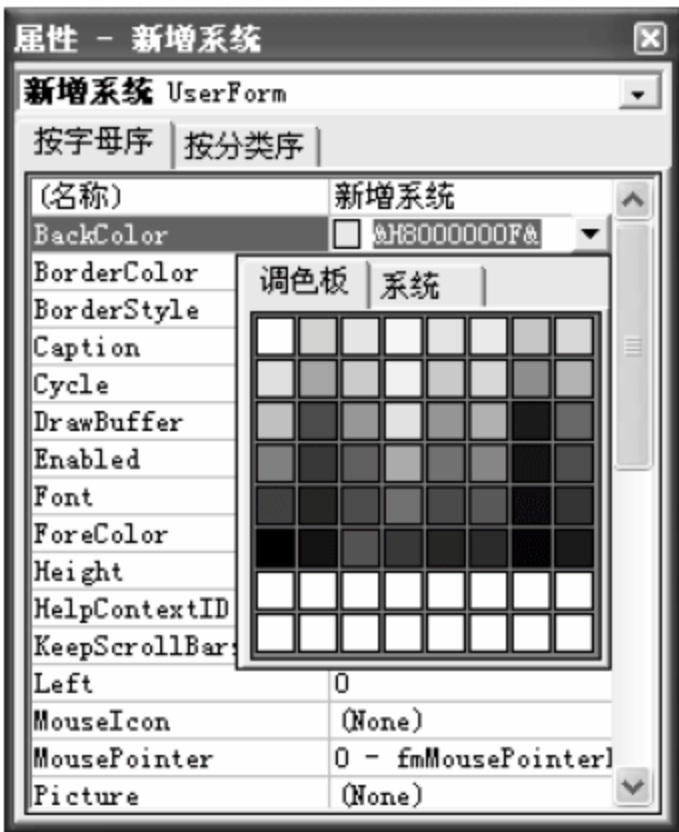 属性 - 新增系统
新增系统 UserForm
按字母序 按分类序
(名称) 新增系统
BackColor &H8000000F&
BorderColor 调色板 系统
BorderStyle
Caption
Cycle
DrawBuffer
Enabled
Font
ForeColor
Height
HelpContextID
KeepScrollBars
Left 0
MouseIcon (None)
MousePointer 0 - fmMousePointer
Picture (None)